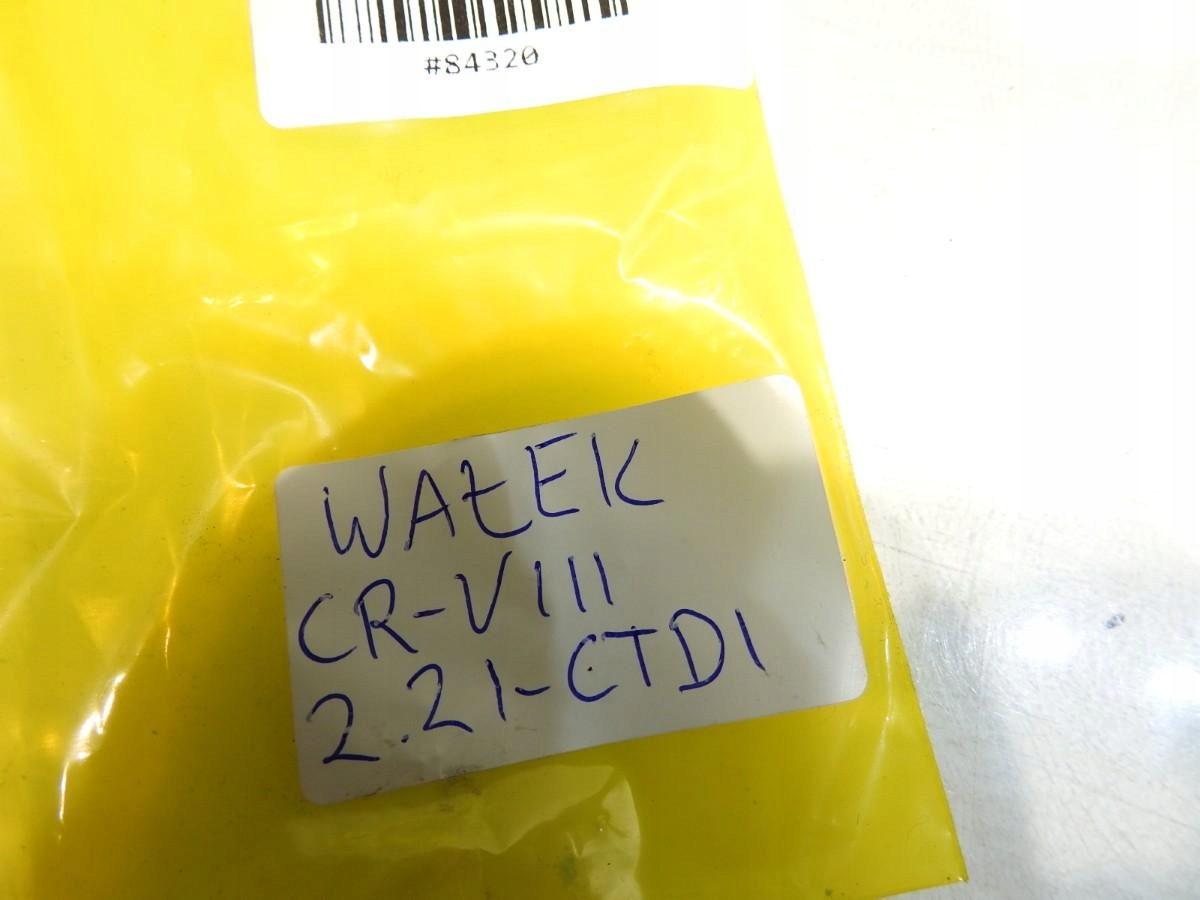 #84320
WAŁEK
CR-VIII
2.2I-CTDI